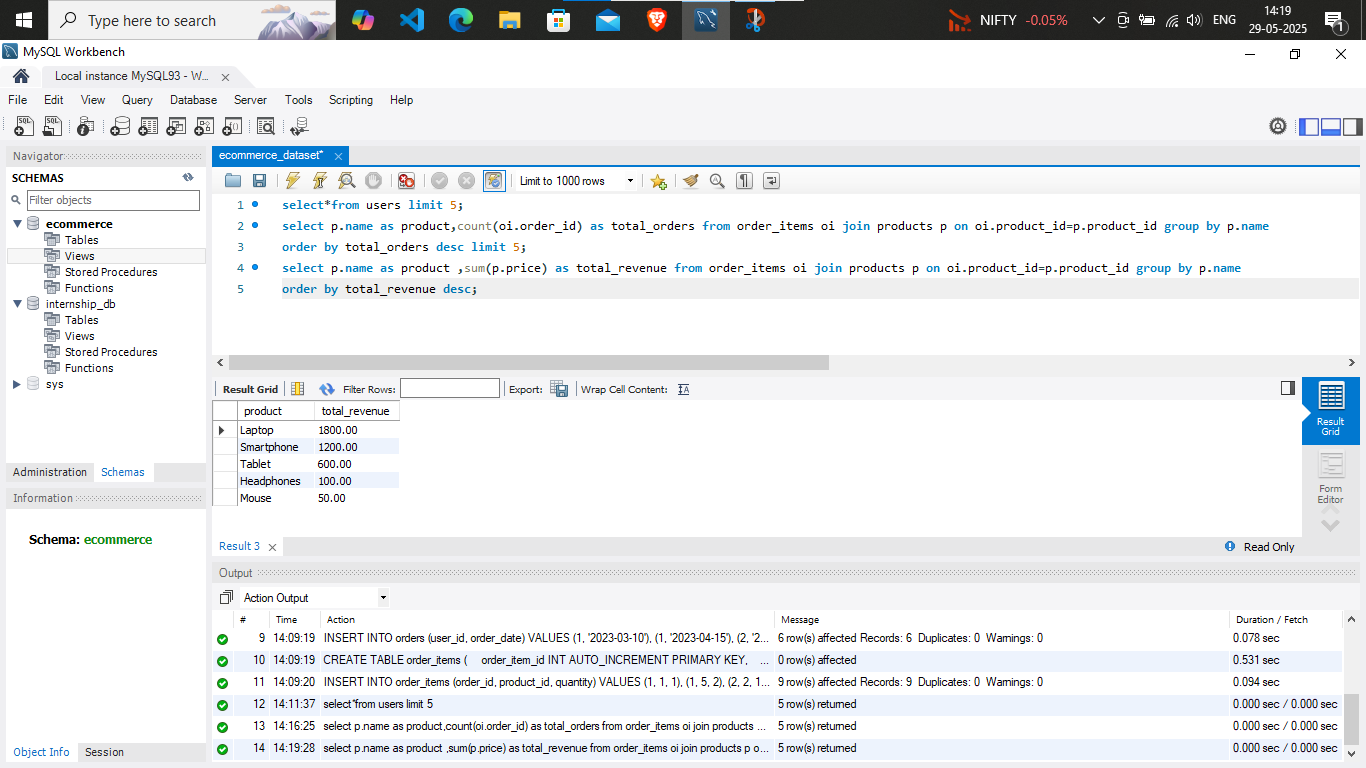 Type here to search
NIFTY -0.05%
ENG
14:19
29-05-2025
1
MySQL Workbench
Local instance MySQL93 - W...
File Edit View Query Database Server Tools Scripting Help
Navigator
SCHEMAS
Filter objects
ecommerce
Tables
Views
Stored Procedures
Functions
internship_db
Tables
Views
Stored Procedures
Functions
sys
Administration Schemas
Information
Schema: ecommerce
Object Info Session
ecommerce_dataset*
Limit to 1000 rows
1 select*from users limit 5;
2 select p.name as product,count(oi.order_id) as total_orders from order_items oi join products p on oi.product_id=p.product_id group by p.name
3 order by total_orders desc limit 5;
4 select p.name as product ,sum(p.price) as total_revenue from order_items oi join products p on oi.product_id=p.product_id group by p.name
5 order by total_revenue desc;
Result Grid Filter Rows: Export: Wrap Cell Content:
product total_revenue
Laptop 1800.00
Smartphone 1200.00
Tablet 600.00
Headphones 100.00
Mouse 50.00
Result Grid
Form Editor
Result 3
Read Only
Output
Action Output
# Time Action Message Duration / Fetch
9 14:09:19 INSERT INTO orders (user_id, order_date) VALUES (1, '2023-03-10'), (1, '2023-04-15'), (2, '2... 6 row(s) affected Records: 6 Duplicates: 0 Warnings: 0 0.078 sec
10 14:09:19 CREATE TABLE order_items ( order_item_id INT AUTO_INCREMENT PRIMARY KEY, ... 0 row(s) affected 0.531 sec
11 14:09:20 INSERT INTO order_items (order_id, product_id, quantity) VALUES (1, 1, 1), (1, 5, 2), (2, 2, 1... 9 row(s) affected Records: 9 Duplicates: 0 Warnings: 0 0.094 sec
12 14:11:37 select*from users limit 5 5 row(s) returned 0.000 sec / 0.000 sec
13 14:16:25 select p.name as product,count(oi.order_id) as total_orders from order_items oi join products ... 5 row(s) returned 0.000 sec / 0.000 sec
14 14:19:28 select p.name as product ,sum(p.price) as total_revenue from order_items oi join products p o... 5 row(s) returned 0.000 sec / 0.000 sec